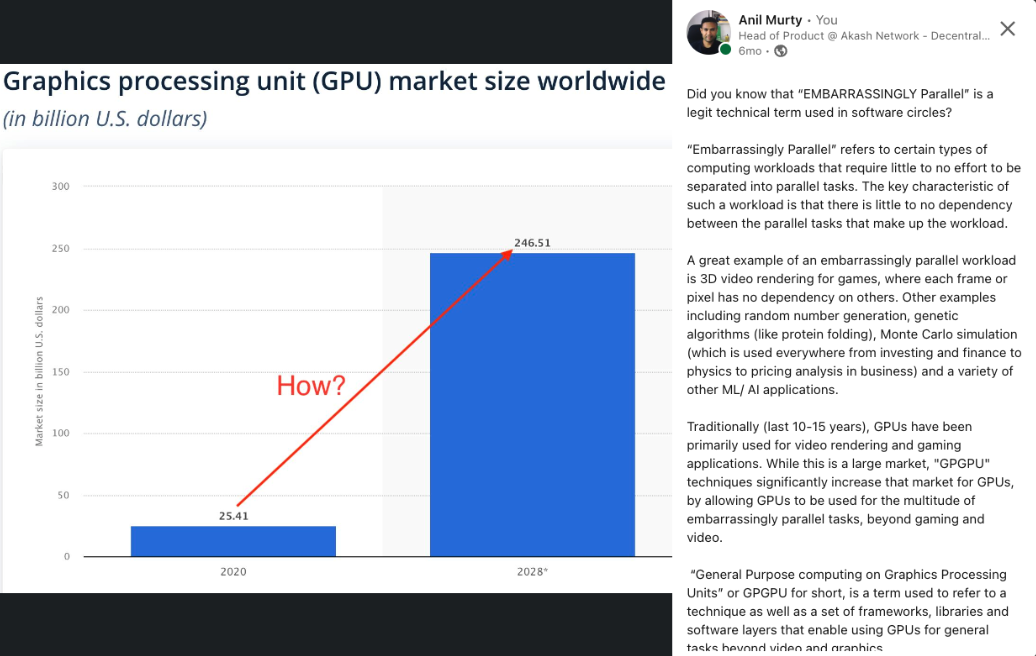 Graphics processing unit (GPU) market size worldwide
(in billion U.S. dollars)
Market size in billion U.S. dollars
300
250
200
150
100
50
0
246.51
How?
25.41
2020
2028*
Anil Murty • You
Head of Product @ Akash Network - Decentral...
6mo •
Did you know that “EMBARRASSINGLY Parallel” is a
legit technical term used in software circles?
“Embarrassingly Parallel” refers to certain types of
computing workloads that require little to no effort to be
separated into parallel tasks. The key characteristic of
such a workload is that there is little to no dependency
between the parallel tasks that make up the workload.
A great example of an embarrassingly parallel workload
is 3D video rendering for games, where each frame or
pixel has no dependency on others. Other examples
including random number generation, genetic
algorithms (like protein folding), Monte Carlo simulation
(which is used everywhere from investing and finance to
physics to pricing analysis in business) and a variety of
other ML/ AI applications.
Traditionally (last 10-15 years), GPUs have been
primarily used for video rendering and gaming
applications. While this is a large market, "GPGPU"
techniques significantly increase that market for GPUs,
by allowing GPUs to be used for the multitude of
embarrassingly parallel tasks, beyond gaming and
video.
“General Purpose computing on Graphics Processing
Units” or GPGPU for short, is a term used to refer to a
technique as well as a set of frameworks, libraries and
software layers that enable using GPUs for general
tasks beyond video and graphics.